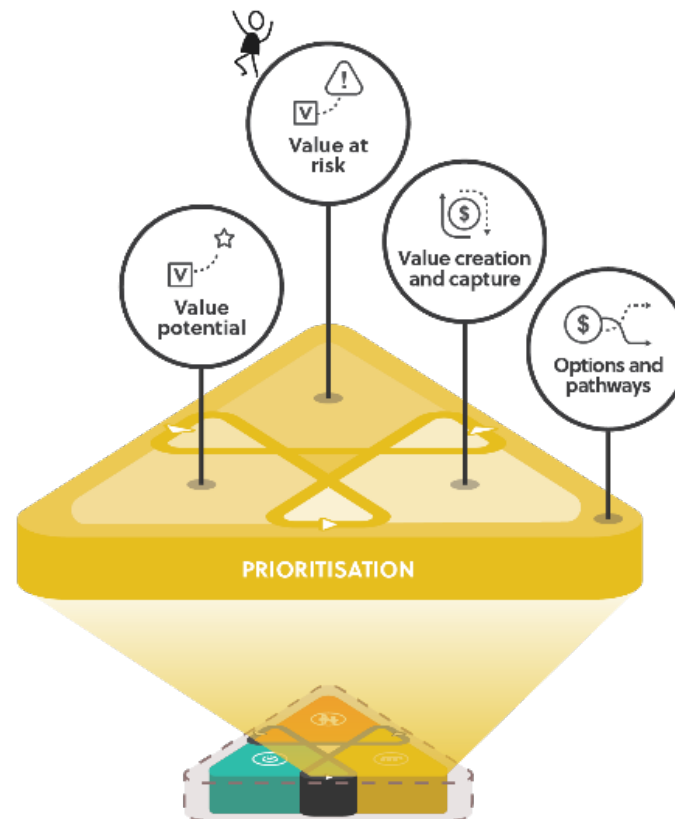 V
!
Value at
risk
$
Value creation
and capture
V
Value
potential
$
Options and
pathways
PRIORITISATION